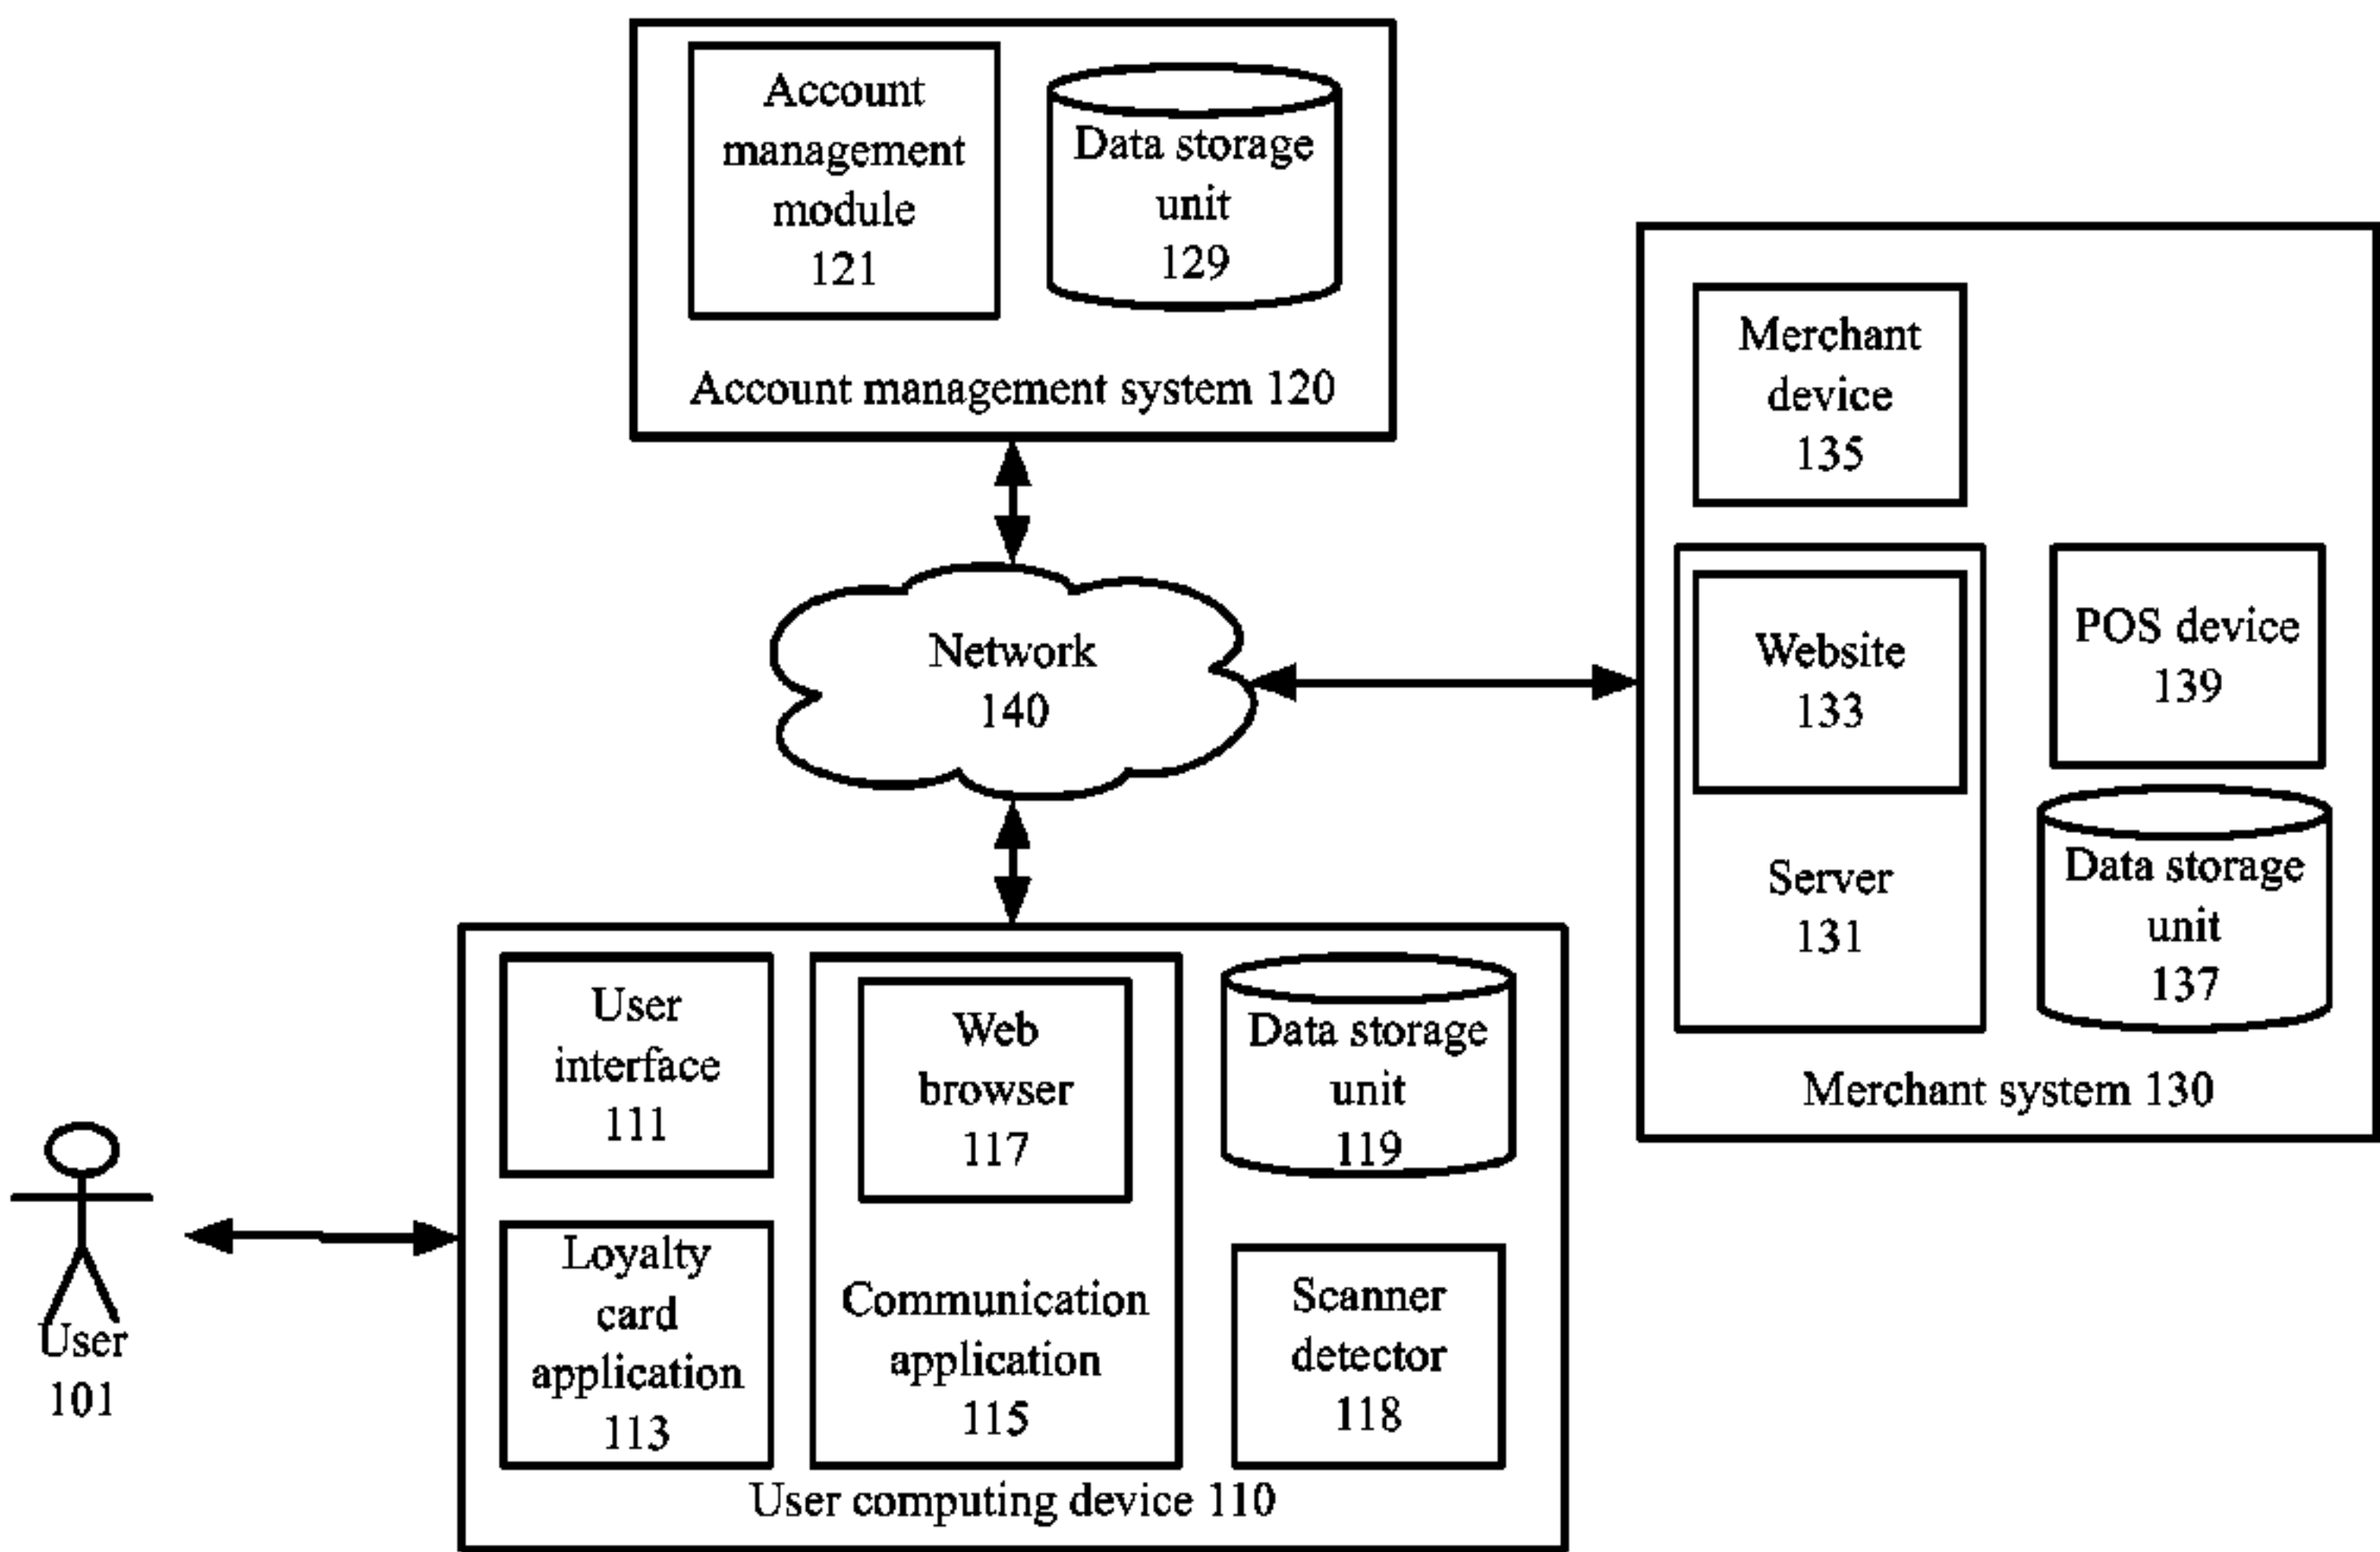 Account
management
module
121
Data storage
unit
129
Account management system 120
Merchant
device
135
Website
133
Server
131
POS device
139
Data storage
unit
137
Merchant system 130
Network
140
User
interface
111
Loyalty
card
application
113
Web
browser
117
Communication
application
115
Data storage
unit
119
Scanner
detector
118
User computing device 110
User
101